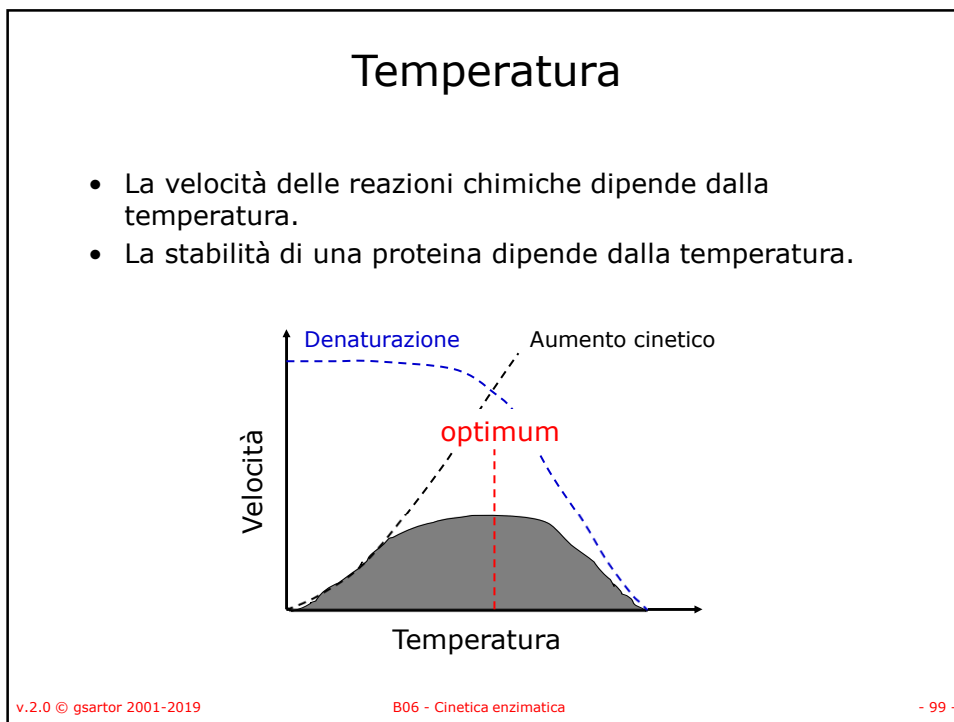 Temperatura
• La velocità delle reazioni chimiche dipende dalla
temperatura.
• La stabilità di una proteina dipende dalla temperatura.
Denaturazione
Aumento cinetico
optimum
Velocità
Temperatura
v.2.0 © gsartor 2001-2019
B06 - Cinetica enzimatica
- 99 -